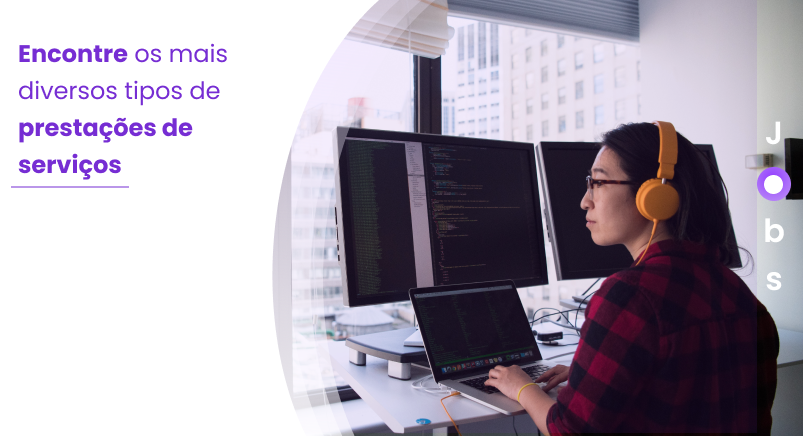 Encontre os mais
diversos tipos de
prestações de
serviços
J
o
b
s